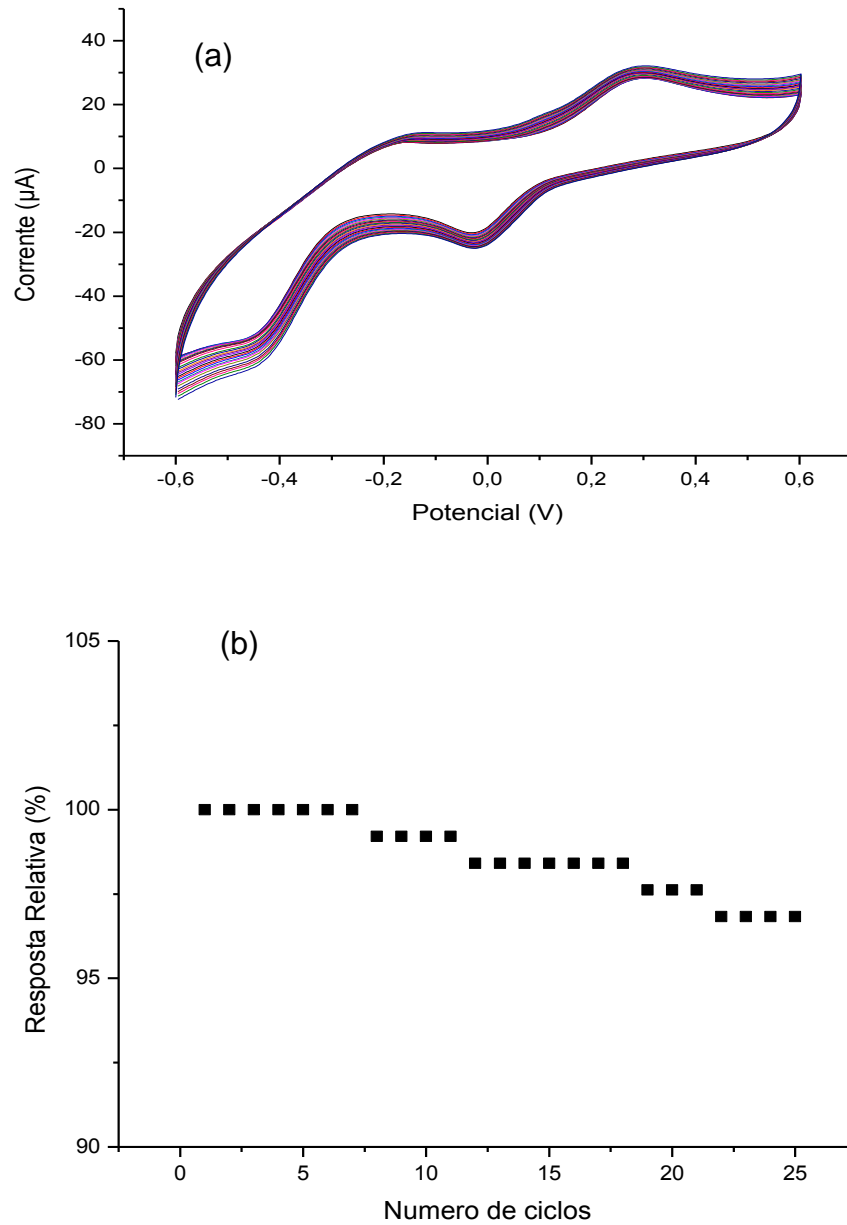 (a)
40
20
0
-20
-40
-60
-80
Corrente (µA)
-0,6 -0,4 -0,2 0,0 0,2 0,4 0,6
Potencial (V)
(b)
105
100
95
90
Resposta Relativa (%)
0 5 10 15 20 25
Numero de ciclos